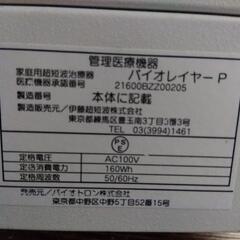 管理医療機器
家庭用超短波治療器 バイオレイヤーP
医療機器承認番号 21600BZZ00205
製造番号 本体に記載
製造販売元／伊藤超短波株式会社
東京都練馬区豊玉南3丁目3番3号
TEL 03(3994)1461
PSE
定格電圧 AC100V
定格消費電力 160Wh
定格周波数 50/60Hz
発売元／バイオトロン株式会社
東京都中野区中野5丁目52番15号